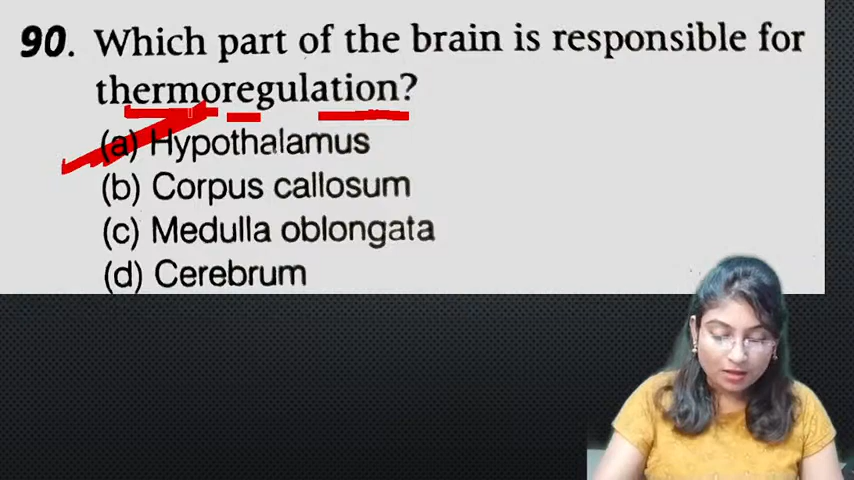 90. Which part of the brain is responsible for
thermoregulation?
(a) Hypothalamus
(b) Corpus callosum
(c) Medulla oblongata
(d) Cerebrum